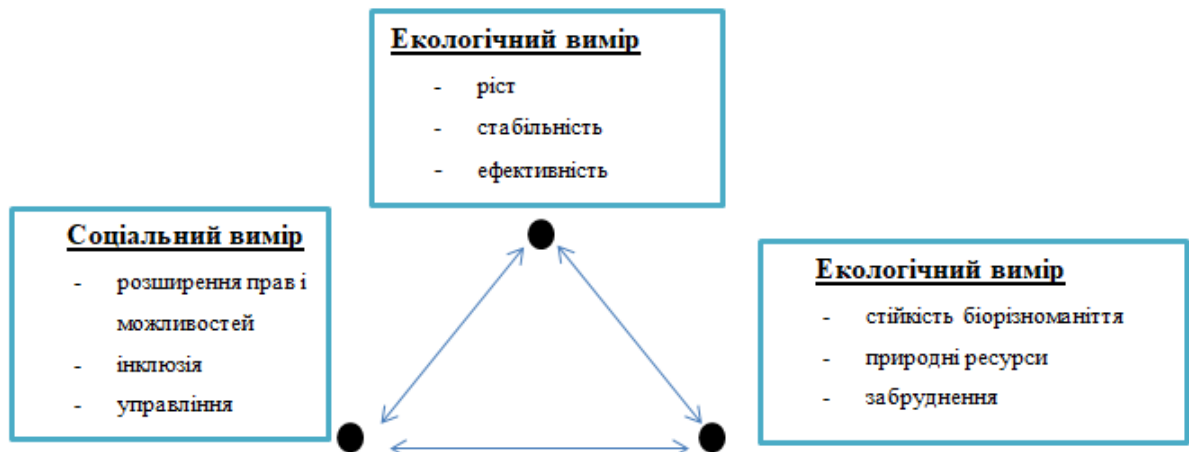 Екологічний вимір
- ріст
- стабільність
- ефективність
Соціальний вимір
- розширення прав і
можливостей
- інклюзія
- управління
Екологічний вимір
- стійкість біорізноманіття
- природні ресурси
- забруднення